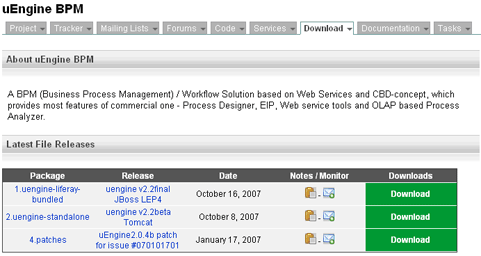 uEngine BPM
Project Tracker Mailing Lists Forums Code Services Download Documentation Tasks
About uEngine BPM
A BPM (Business Process Management) / Workflow Solution based on Web Services and CBD-concept, which
provides most features of commercial one - Process Designer, EIP, Web service tools and OLAP based Process
Analyzer.
Latest File Releases
Package Release Date Notes / Monitor Downloads
1.uengine-liferay- uengine v2.2final
bundled JBoss LEP4 October 16, 2007 - Download
2.uengine-standalone uengine v2.2beta
Tomcat October 8, 2007 - Download
4.patches uEngine2.0.4b patch
for issue #070101701 January 17, 2007 - Download